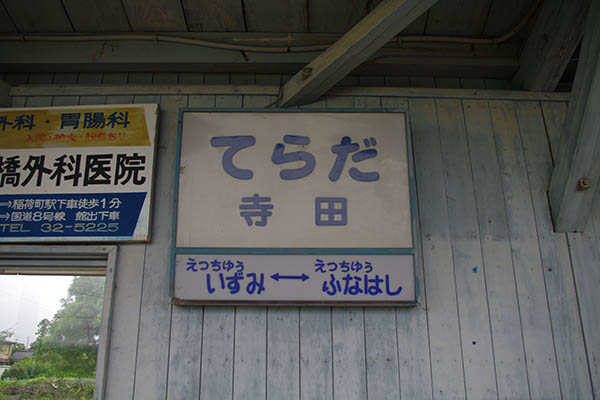 外科・胃腸科
橋外科医院
→稲荷町駅下車徒歩1分
→国道8号線 館出下車
TEL 32-5225
てらだ
寺田
えっちゅう えっちゅう
いずみ ←→ ふなはし